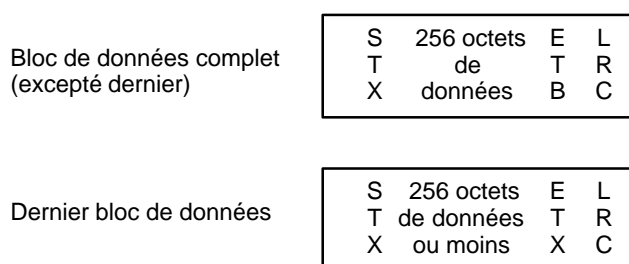 Bloc de données complet
(excepté dernier)
S 256 octets E L
T de T R
X données B C
Dernier bloc de données
S 256 octets E L
T de données T R
X ou moins X C